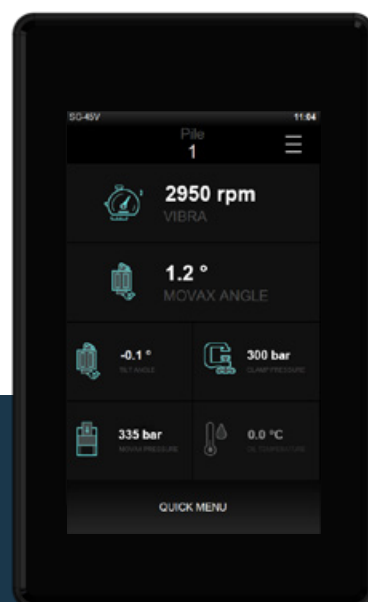 SG-45V 11:04
Pile
1
2950 rpm
VIBRA
1.2 °
MOVAX ANGLE
-0.1 °
TILT ANGLE
300 bar
CLAMP PRESSURE
335 bar
MOVAX PRESSURE
0.0 °C
OIL TEMPERATURE
QUICK MENU